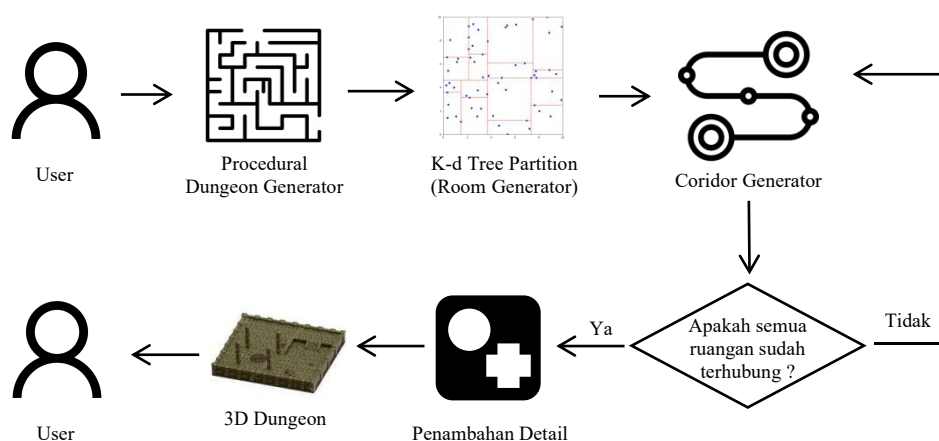 User
Procedural
Dungeon Generator
K-d Tree Partition
(Room Generator)
Coridor Generator
Apakah semua
ruangan sudah
terhubung ?
Tidak
Ya
Penambahan Detail
3D Dungeon
User